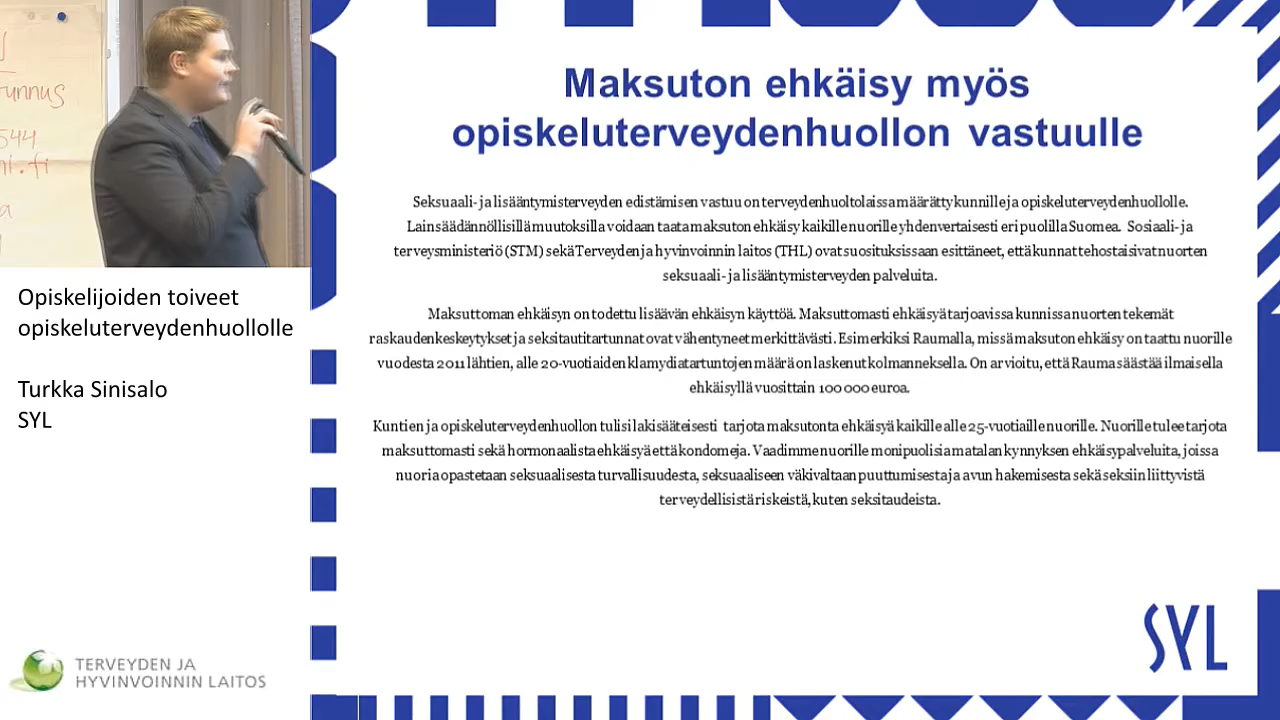 unnus
544
.fi
a
Opiskelijoiden toiveet
opiskeluterveydenhuollolle
Turkka Sinisalo
SYL
TERVEYDEN JA
HYVINVOINNIN LAITOS
Maksuton ehkäisy myös
opiskeluterveydenhuollon vastuulle
Seksuaali- ja lisääntymisterveyden edistämisen vastuu on terveydenhuoltolaissa määrätty kunnille ja opiskeluterveydenhuollolle.
Lainsäädännöllisillä muutoksilla voidaan taata maksuton ehkäisy kaikille nuorille yhdenvertaisesti eri puolilla Suomea. Sosiaali- ja
terveysministeriö (STM) sekä Terveyden ja hyvinvoinnin laitos (THL) ovat suosituksissaan esittäneet, että kunnat tehostaisivat nuorten
seksuaali- ja lisääntymisterveyden palveluita.
Maksuttoman ehkäisyn on todettu lisäävän ehkäisyn käyttöä. Maksuttomasti ehkäisyä tarjoavissa kunnissa nuorten tekemät
raskaudenkeskeytykset ja seksitautitartunnat ovat vähentyneet merkittävästi. Esimerkiksi Raumalla, missä maksuton ehkäisy on taattu nuorille
vuodesta 2011 lähtien, alle 20-vuotiaiden klamydiatartuntojen määrä on laskenut kolmanneksella. On arvioitu, että Rauma säästää ilmaisella
ehkäisyllä vuosittain 100 000 euroa.
Kuntien ja opiskeluterveydenhuollon tulisi lakisääteisesti tarjota maksutonta ehkäisyä kaikille alle 25-vuotiaille nuorille. Nuorille tulee tarjota
maksuttomasti sekä hormonaalista ehkäisyä että kondomeja. Vaadimme nuorille monipuolisia matalan kynnyksen ehkäisypalveluita, joissa
nuoria opastetaan seksuaalisesta turvallisuudesta, seksuaaliseen väkivaltaan puuttumisesta ja avun hakemisesta sekä seksiin liittyvistä
terveydellisistä riskeistä, kuten seksitaudeista.
SYL